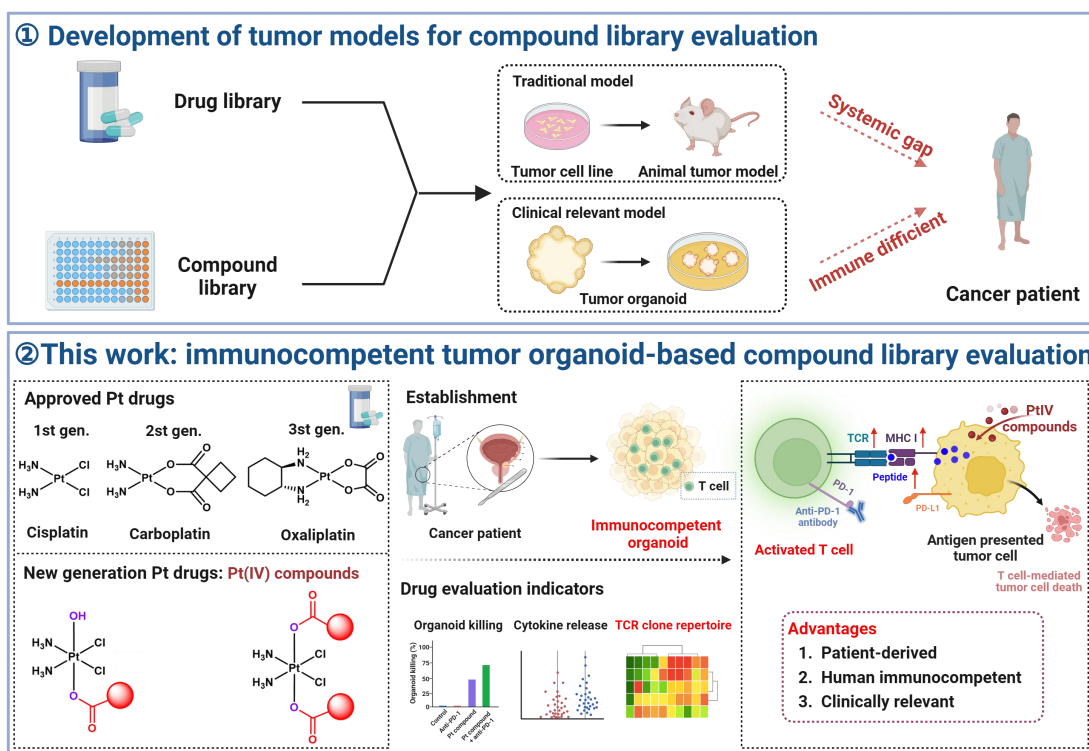 ① Development of tumor models for compound library evaluation
Drug library
Compound
library
Traditional model
Tumor cell line
Animal tumor model
Clinical relevant model
Tumor organoid
Systemic gap
Immune difficient
Cancer patient
②This work: immunocompetent tumor organoid-based compound library evaluation
Approved Pt drugs
1st gen.
2st gen.
3st gen.
H₃N
H₃N
Pt
Cl
Cl
Cisplatin
H₃N
H₃N
Pt
O
O
O
O
Carboplatin
H₂
N
N
H₂
Pt
O
O
O
O
Oxaliplatin
New generation Pt drugs: Pt(IV) compounds
OH
H₃N
H₃N
Pt
Cl
Cl
O
O
O
O
H₃N
H₃N
Pt
Cl
Cl
O
O
Establishment
Cancer patient
T cell
Immunocompetent
organoid
Drug evaluation indicators
Organoid killing
Organoid killing (%)
100
75
50
25
0
Control
Anti-PD-1
Pt compound
Pt compound
+ anti-PD-1
Cytokine release
TCR clone repertoire
TCR
MHC I
PtIV
compounds
Peptide
PD-1
PD-L1
Anti-PD-1
antibody
Activated T cell
Antigen presented
tumor cell
T cell-mediated
tumor cell death
Advantages
1. Patient-derived
2. Human immunocompetent
3. Clinically relevant